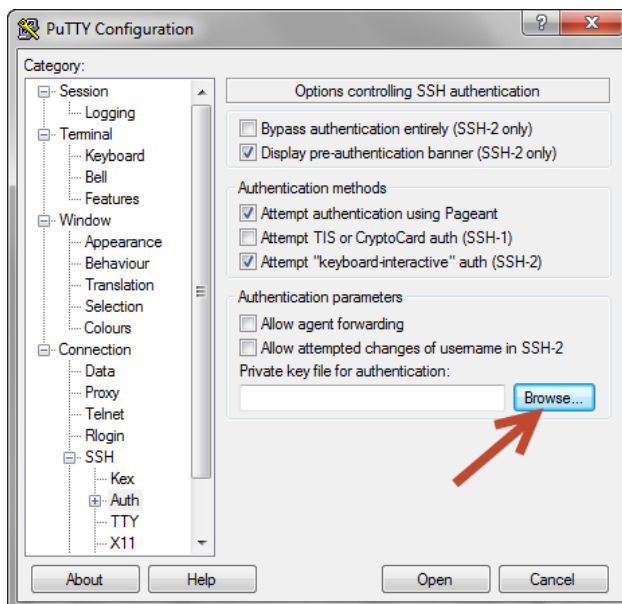 PuTTY Configuration
Category:
Session
Logging
Terminal
Keyboard
Bell
Features
Window
Appearance
Behaviour
Translation
Selection
Colours
Connection
Data
Proxy
Telnet
Rlogin
SSH
Kex
Auth
TTY
X11
Options controlling SSH authentication
Bypass authentication entirely (SSH-2 only)
Display pre-authentication banner (SSH-2 only)
Authentication methods
Attempt authentication using Pageant
Attempt TIS or CryptoCard auth (SSH-1)
Attempt "keyboard-interactive" auth (SSH-2)
Authentication parameters
Allow agent forwarding
Allow attempted changes of username in SSH-2
Private key file for authentication:
Browse...
About
Help
Open
Cancel